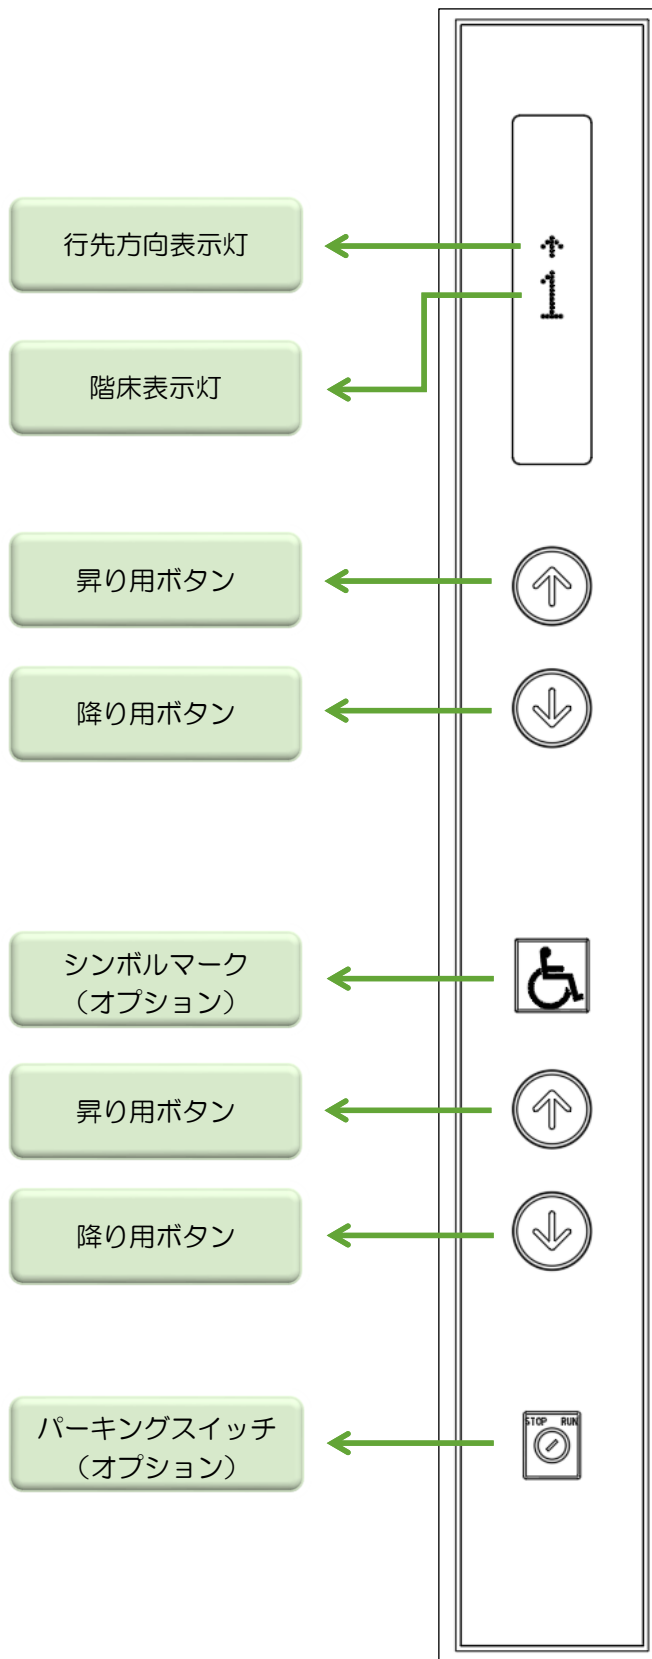 行先方向表示灯
1
階床表示灯
昇り用ボタン
降り用ボタン
シンボルマーク
（オプション）
昇り用ボタン
降り用ボタン
パーキングスイッチ
（オプション）
STOP RUN